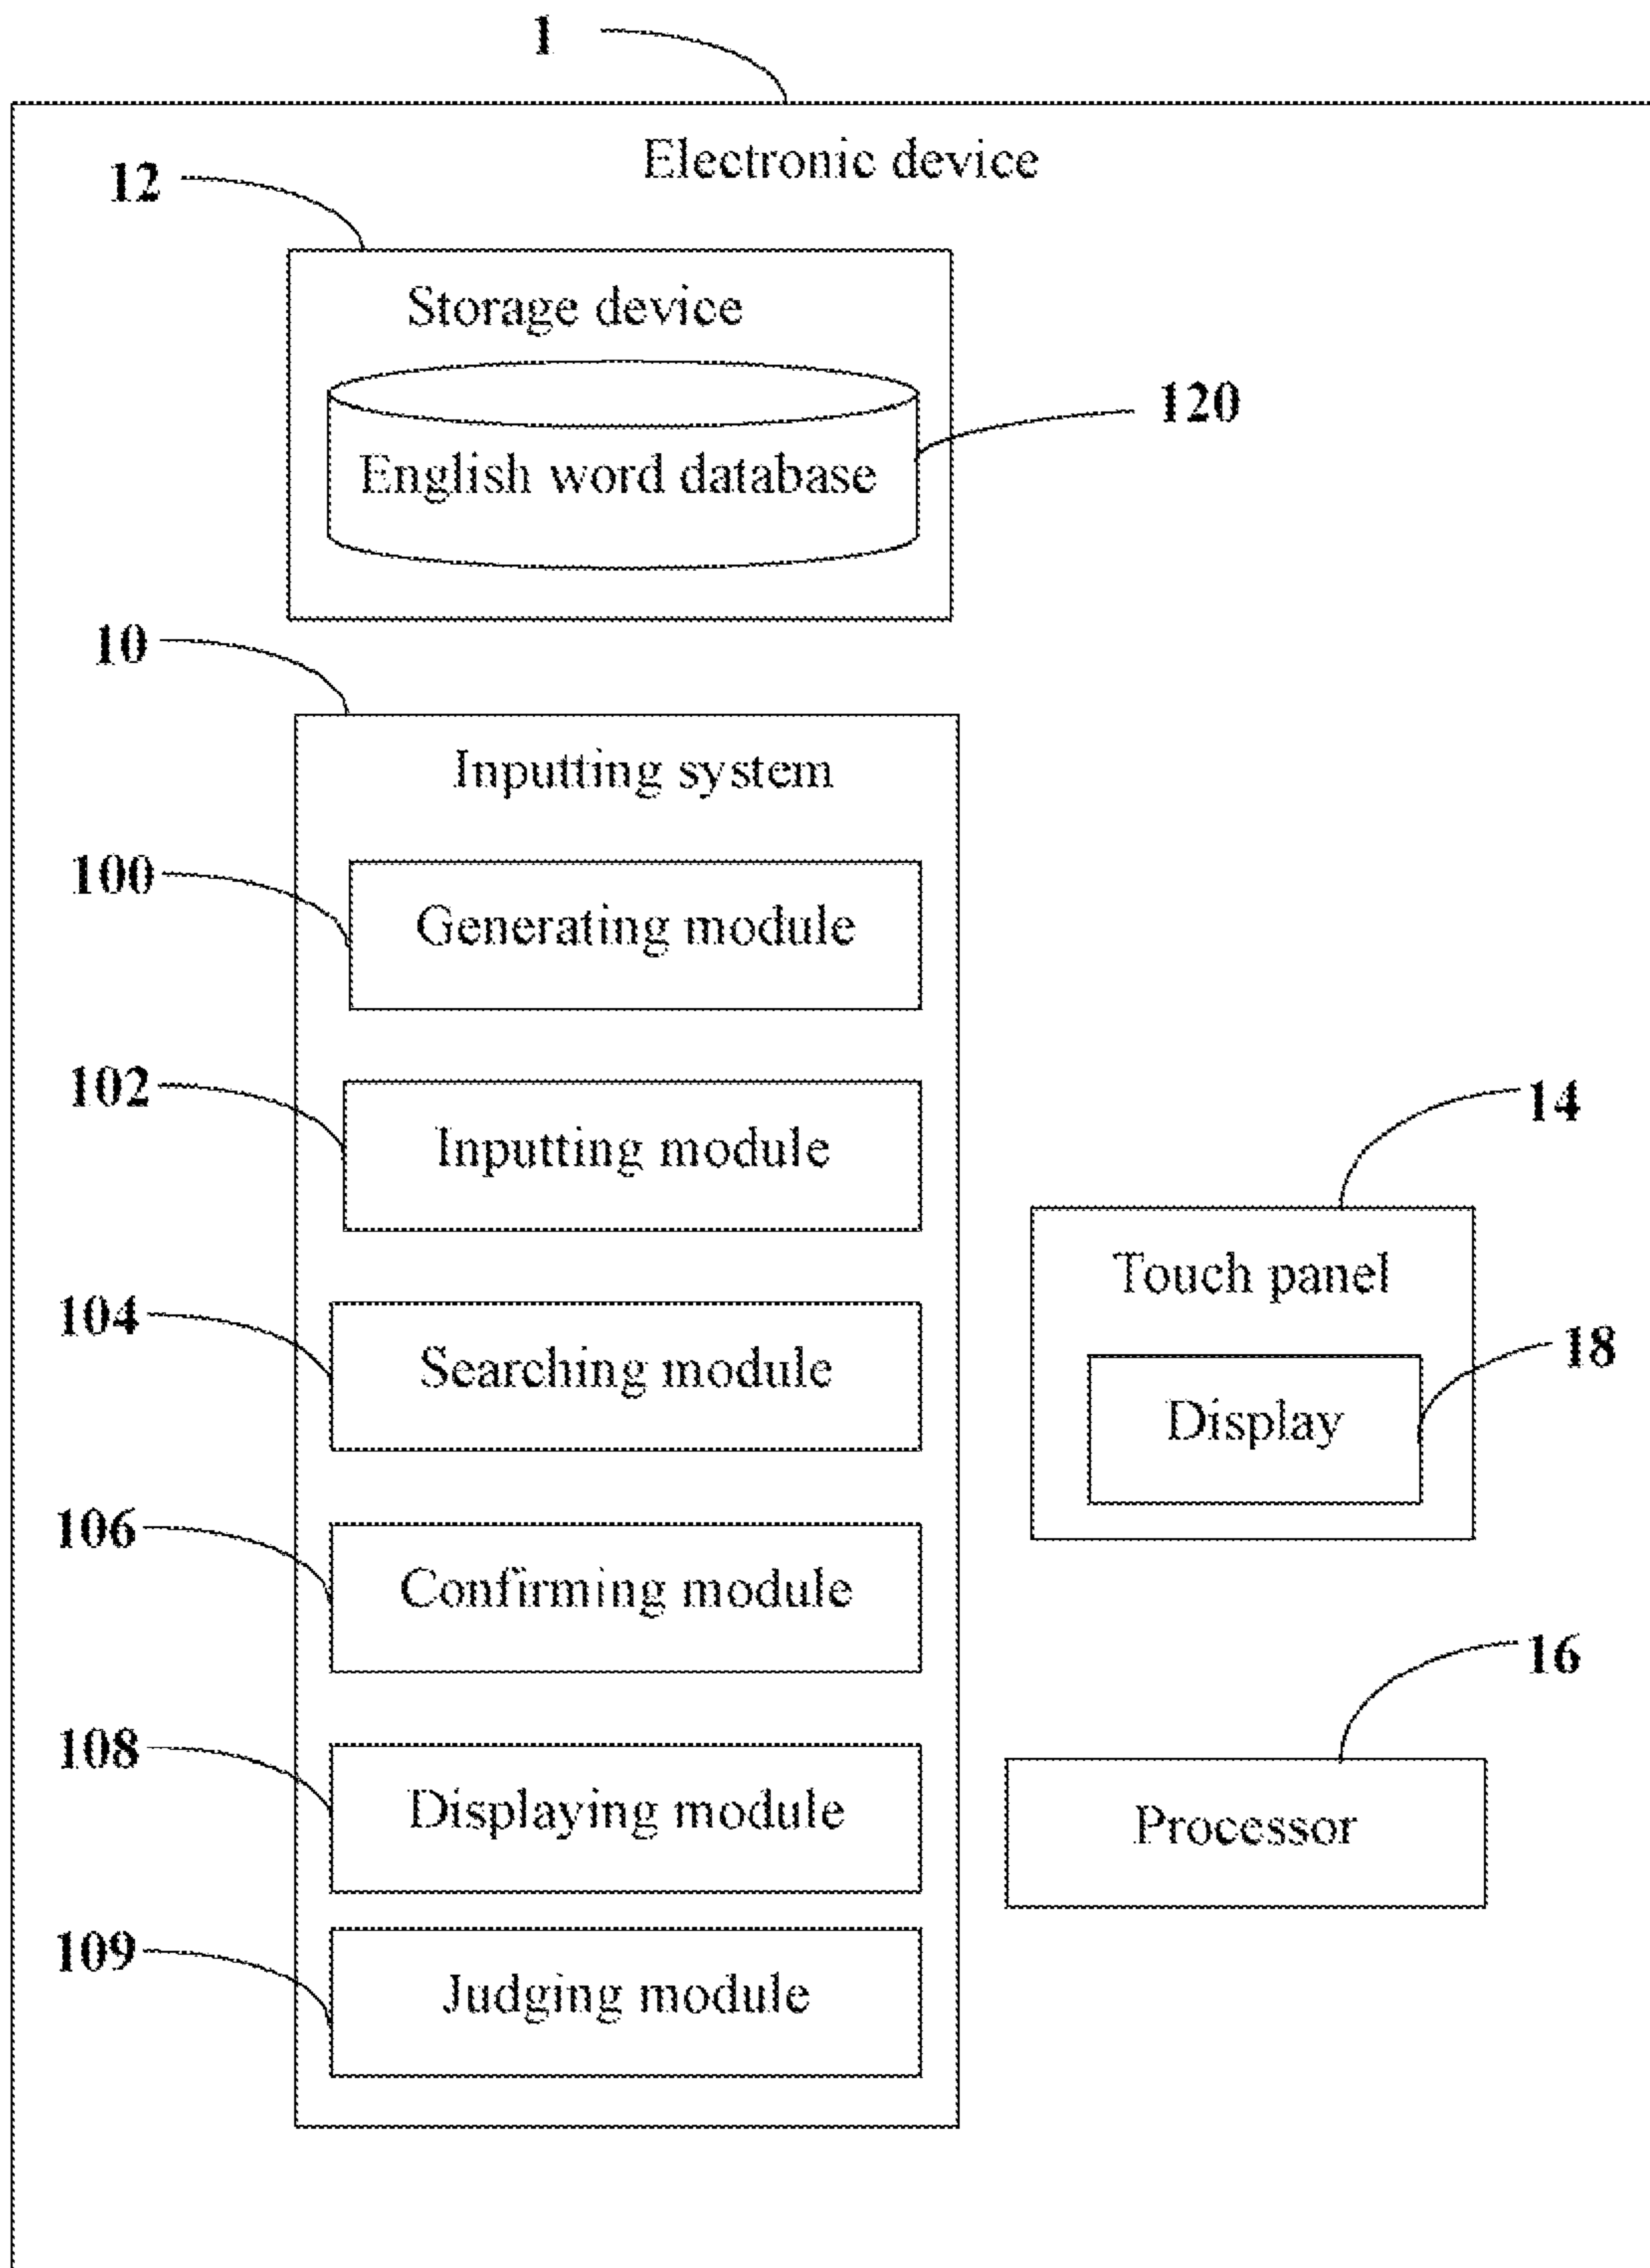 1
Electronic device
12
Storage device
120
English word database
10
Inputting system
100
Generating module
102
Inputting module
14
Touch panel
104
Searching module
18
Display
106
Confirming module
16
108
Displaying module
Processor
109
Judging module